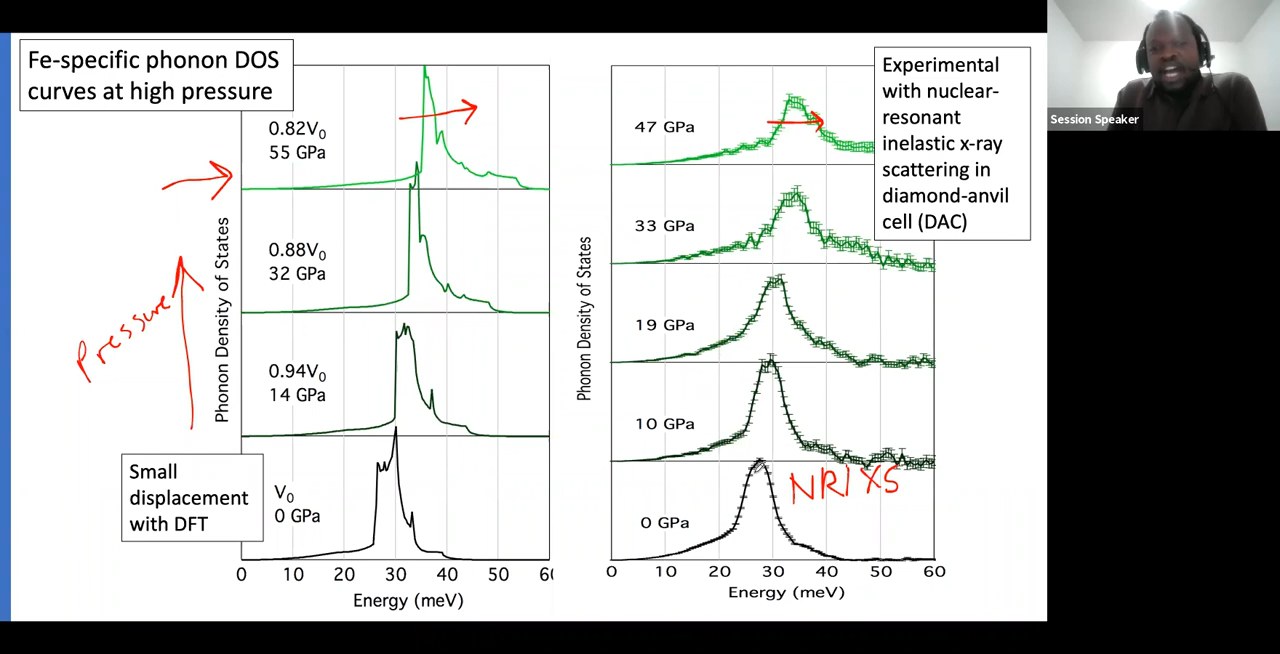 Fe-specific phonon DOS
curves at high pressure
0.82V₀
55 GPa
0.88V₀
32 GPa
0.94V₀
14 GPa
V₀
0 GPa
Phonon Density of States
Pressure
Small
displacement
with DFT
0 10 20 30 40 50 60
Energy (meV)
47 GPa
33 GPa
19 GPa
10 GPa
0 GPa
Phonon Density of States
NRIXS
0 10 20 30 40 50 60
Energy (meV)
Experimental
with nuclear-
resonant
inelastic x-ray
scattering in
diamond-anvil
cell (DAC)
Session Speaker